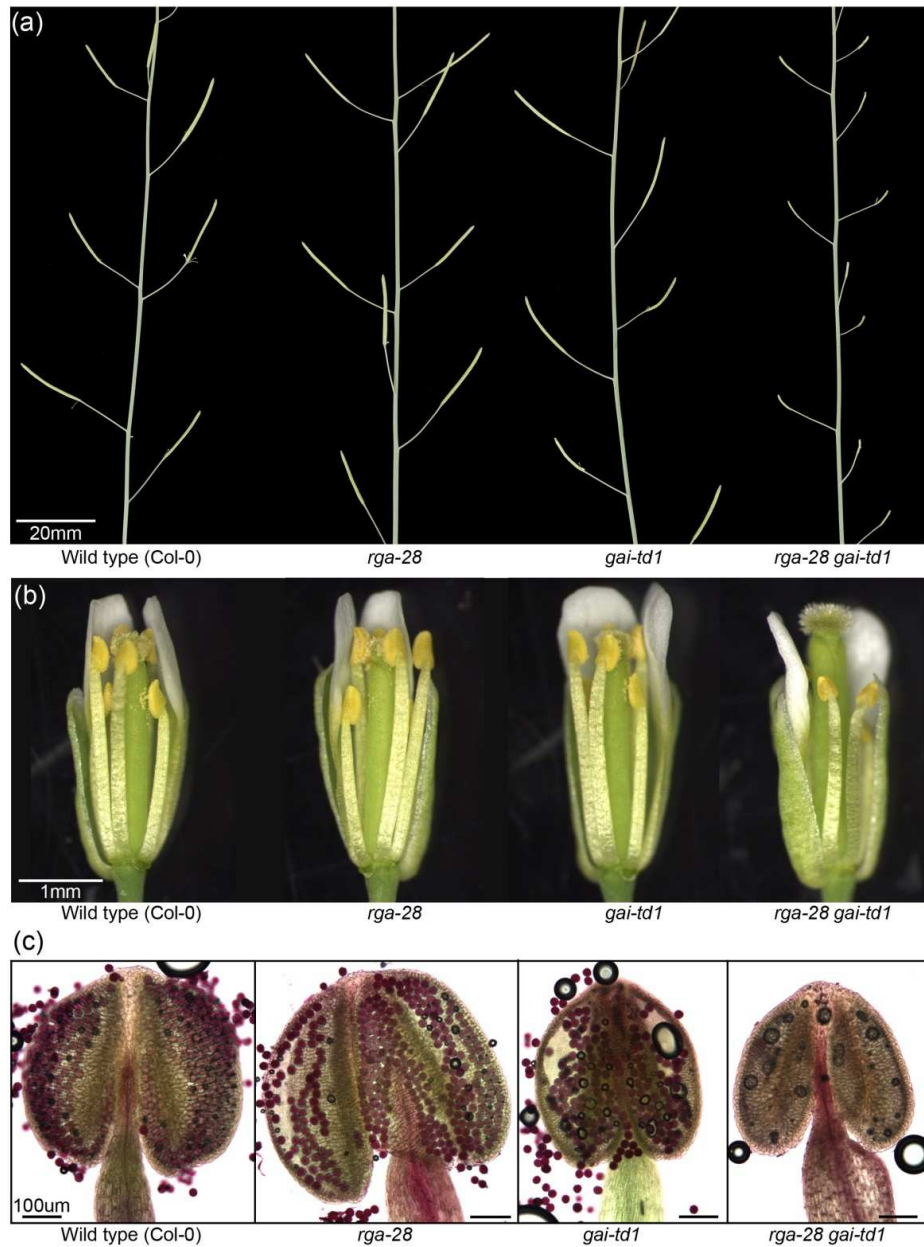 (a)
20mm
Wild type (Col-0) rga-28 gai-td1 rga-28 gai-td1
(b)
1mm
Wild type (Col-0) rga-28 gai-td1 rga-28 gai-td1
(c)
100um
Wild type (Col-0) rga-28 gai-td1 rga-28 gai-td1